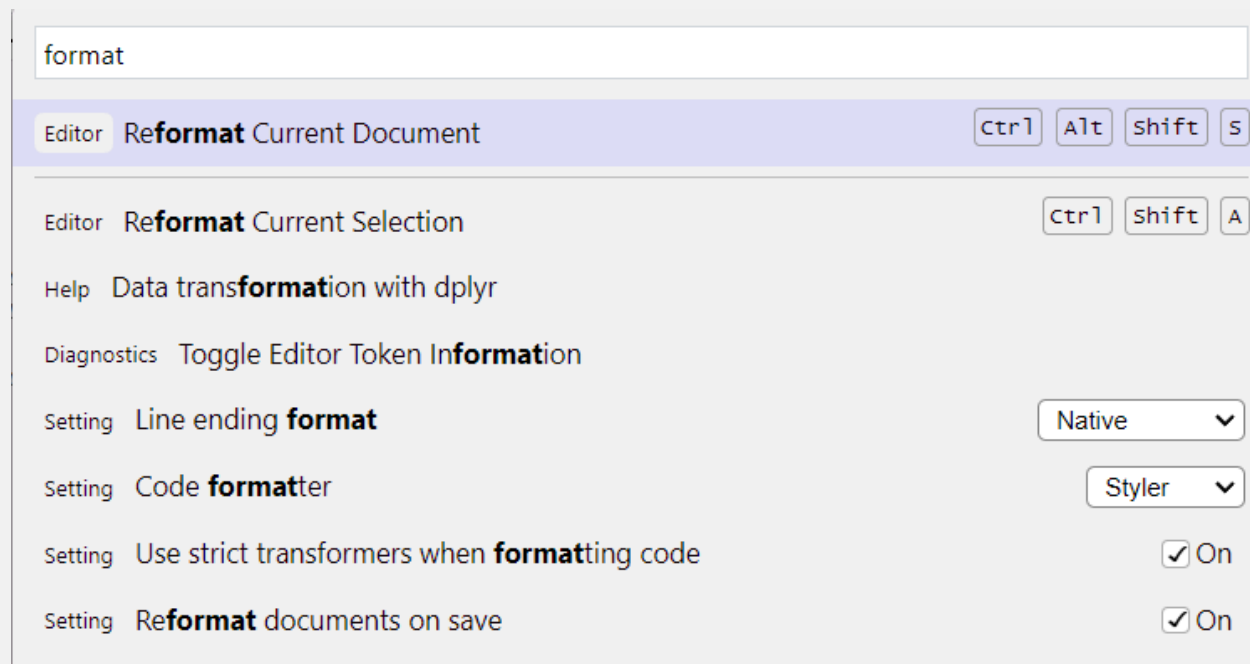 format
Editor Reformat Current Document Ctrl Alt Shift S
Editor Reformat Current Selection Ctrl Shift A
Help Data transformation with dplyr
Diagnostics Toggle Editor Token Information
Setting Line ending format Native
Setting Code formatter Styler
Setting Use strict transformers when formatting code On
Setting Reformat documents on save On